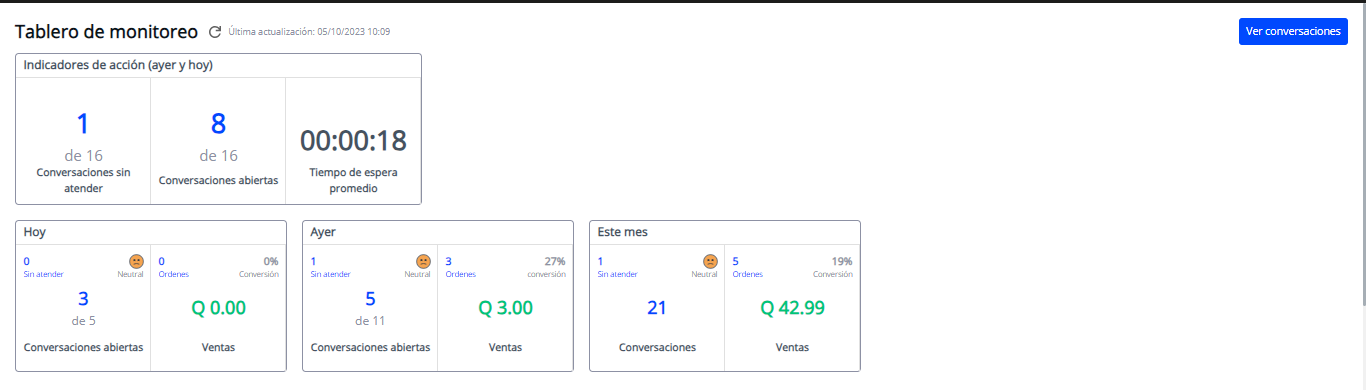 Tablero de monitoreo
Última actualización: 05/10/2023 10:09
Ver conversaciones
Indicadores de acción (ayer y hoy)
1
de 16
Conversaciones sin
atender
8
de 16
Conversaciones abiertas
00:00:18
Tiempo de espera
promedio
Hoy
0
Sin atender
Neutral
3
de 5
Conversaciones abiertas
0
Ordenes
0%
Conversión
Q 0.00
Ventas
Ayer
1
Sin atender
Neutral
5
de 11
Conversaciones abiertas
3
Ordenes
27%
conversión
Q 3.00
Ventas
Este mes
1
Sin atender
Neutral
21
Conversaciones
5
Ordenes
19%
Conversión
Q 42.99
Ventas